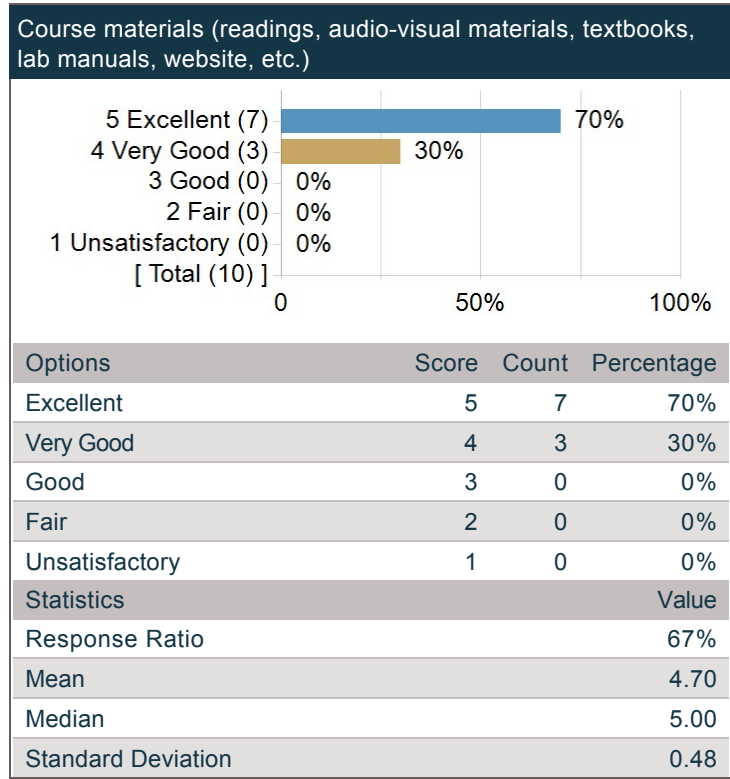 Course materials (readings, audio-visual materials, textbooks,
lab manuals, website, etc.)
5 Excellent (7) 70%
4 Very Good (3) 30%
3 Good (0) 0%
2 Fair (0) 0%
1 Unsatisfactory (0) 0%
[ Total (10) ]
0 50% 100%
Options Score Count Percentage
Excellent 5 7 70%
Very Good 4 3 30%
Good 3 0 0%
Fair 2 0 0%
Unsatisfactory 1 0 0%
Statistics Value
Response Ratio 67%
Mean 4.70
Median 5.00
Standard Deviation 0.48